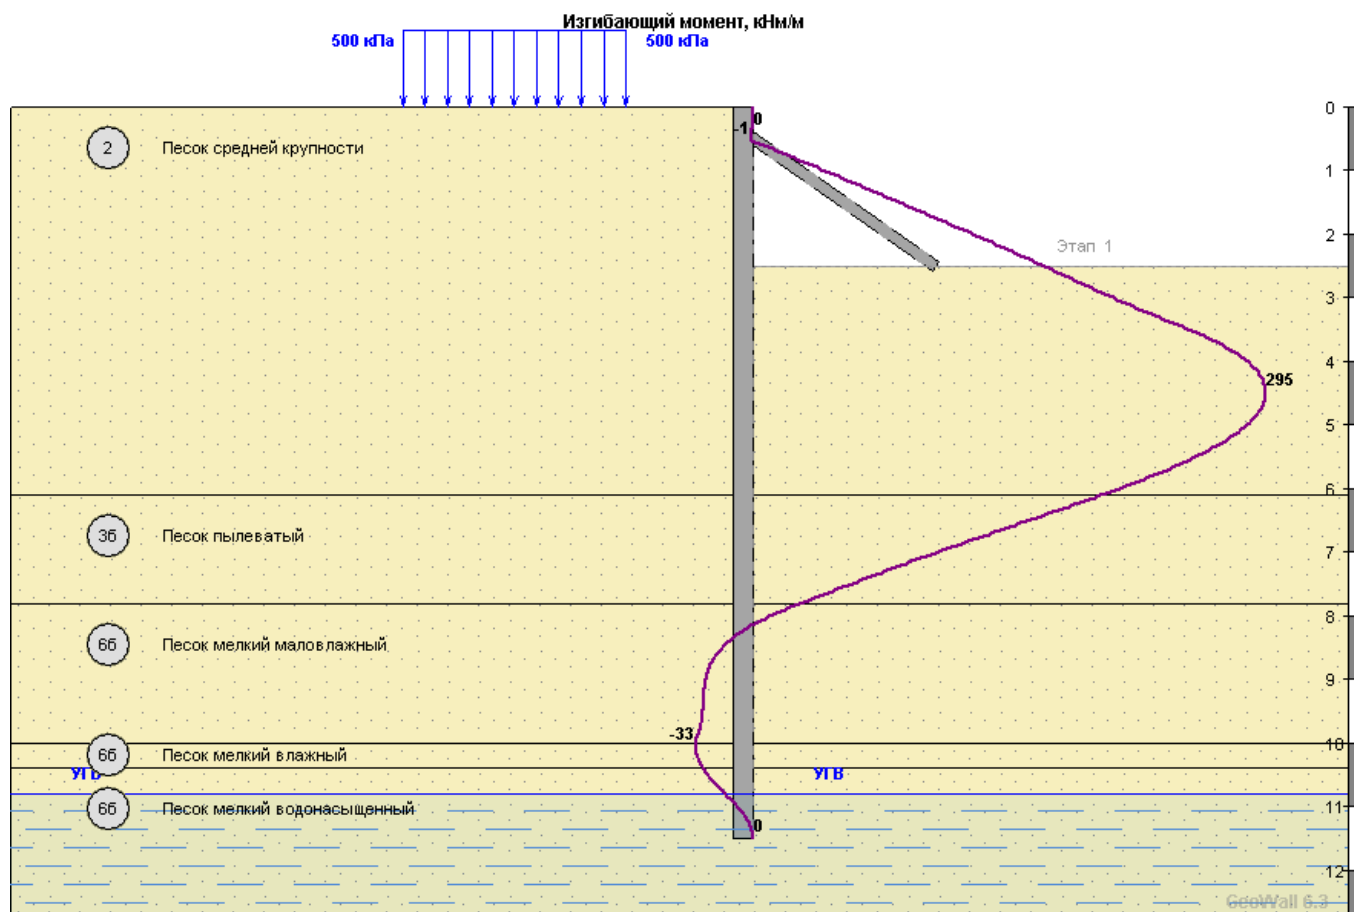 Изгибающий момент, кНм/м
500 кПа
500 кПа
0
-1
0
2
Песок средней крупности
1
2
Этап 1
3
4
295
5
6
3б
Песок пылеватый
7
8
6б
Песок мелкий маловлажный
9
-33
10
6б
Песок мелкий влажный
УГВ
УГВ
6б
Песок мелкий водонасыщенный
11
0
12
GeoWall 6.3